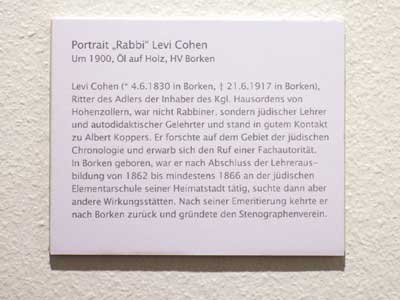 Portrait „Rabbi“ Levi Cohen
Um 1900, Öl auf Holz, HV Borken
Levi Cohen (* 4.6.1830 in Borken, † 21.6.1917 in Borken),
Ritter des Adlers der Inhaber des Kgl. Hausordens von
Hohenzollern, war nicht Rabbiner, sondern jüdischer Lehrer
und autodidaktischer Gelehrter und stand in gutem Kontakt
zu Albert Koppers. Er forschte auf dem Gebiet der jüdischen
Chronologie und erwarb sich den Ruf einer Fachautorität.
In Borken geboren, war er nach Abschluss der Lehreraus-
bildung von 1862 bis mindestens 1866 an der jüdischen
Elementarschule seiner Heimatstadt tätig, suchte dann aber
andere Wirkungsstätten. Nach seiner Emeritierung kehrte er
nach Borken zurück und gründete den Stenographenverein.